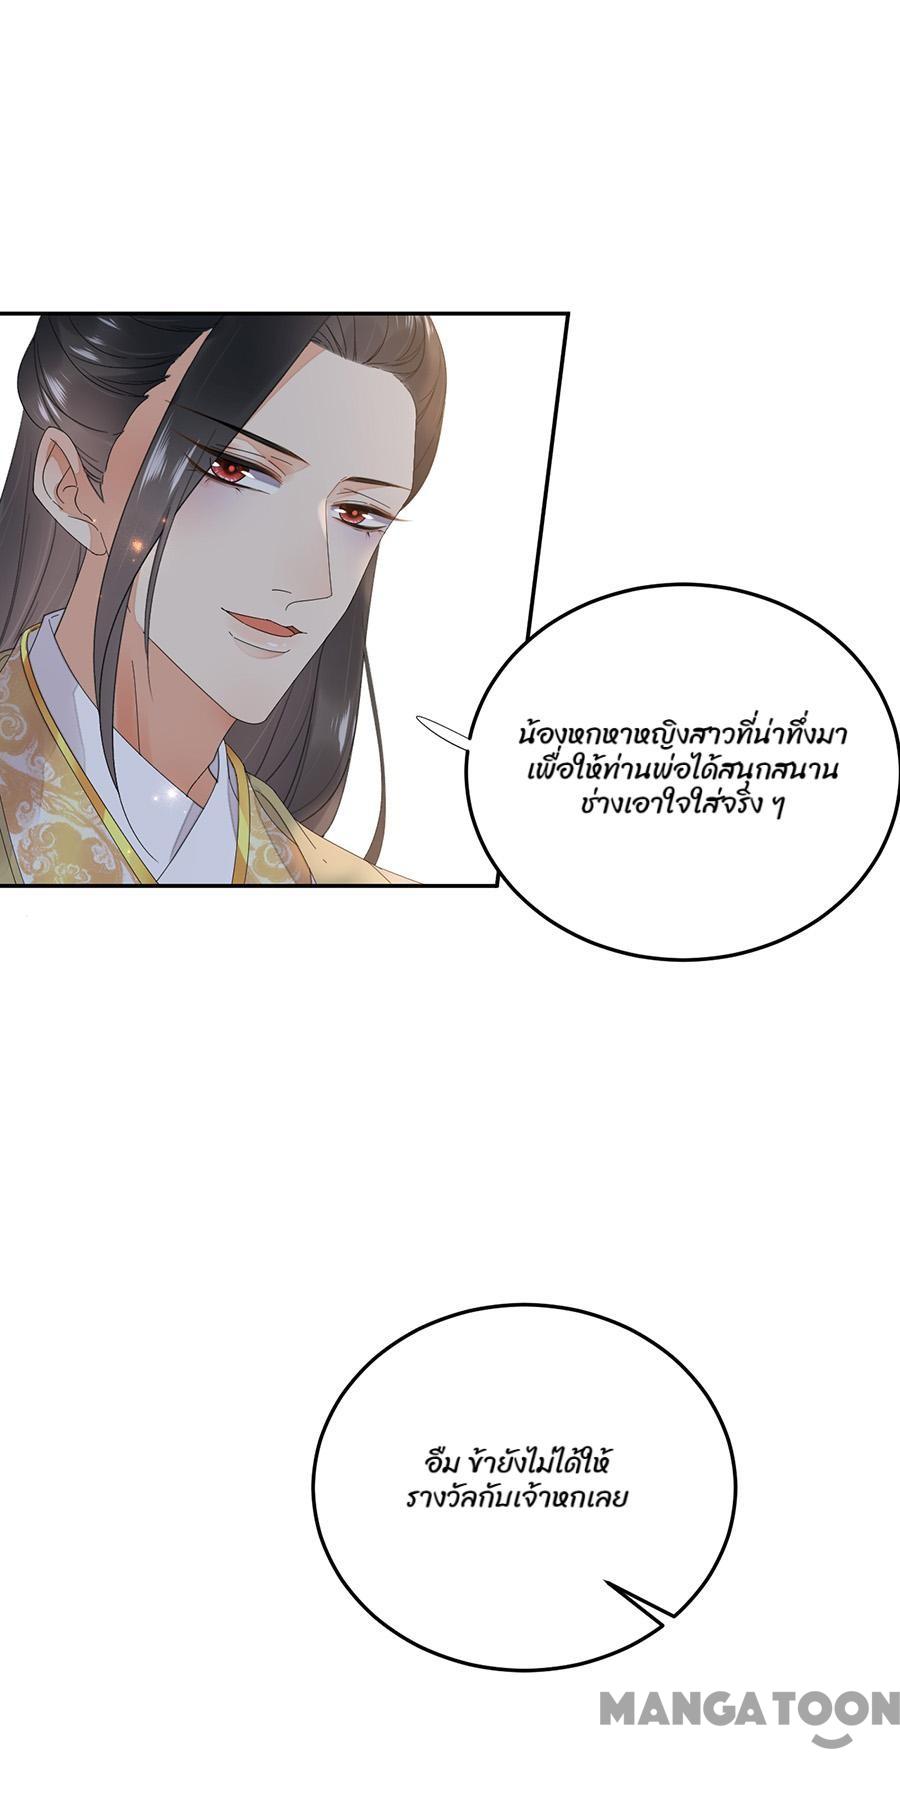 น้องหกหาหญิงสาวที่น่าทึ่งมา
เพื่อให้ท่านพ่อได้สนุกสนาน
ช่างเอาใจใส่จริง ๆ
อืม ข้ายังไม่ได้ให้
รางวัลกับเจ้าหกเลย
MANGATOON